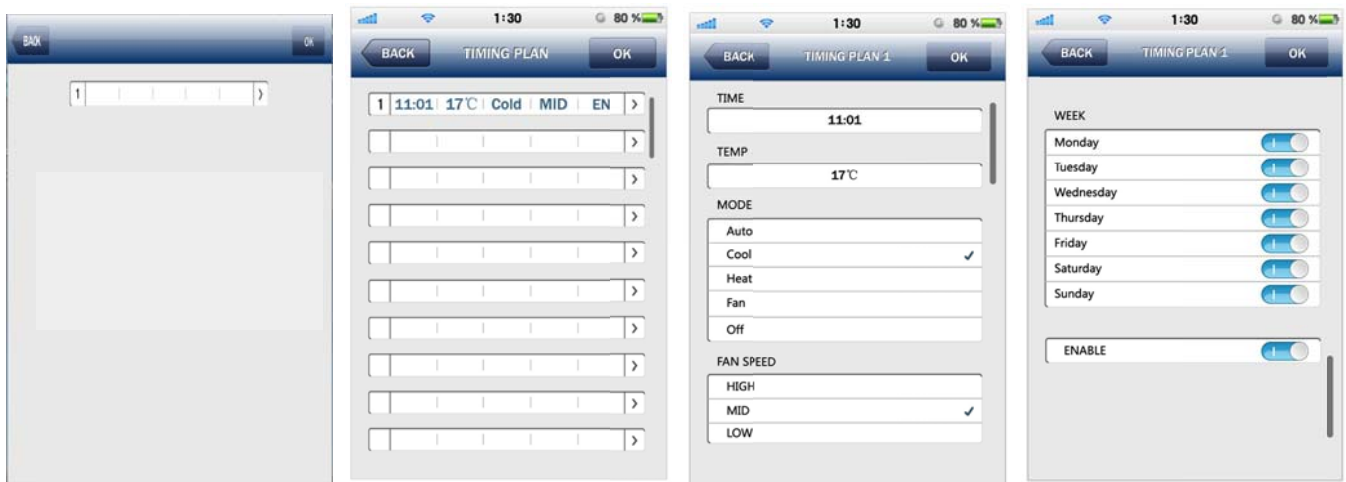 BACK OK
1
1:30 80 %
BACK TIMING PLAN OK
1 11:01 17℃ Cold MID EN >
>
>
>
>
>
>
>
>
>
1:30 80 %
BACK TIMING PLAN 1 OK
TIME
11:01
TEMP
17℃
MODE
Auto
Cool
Heat
Fan
Off
FAN SPEED
HIGH
MID
LOW
1:30 80 %
BACK TIMING PLAN 1 OK
WEEK
Monday
Tuesday
Wednesday
Thursday
Friday
Saturday
Sunday
ENABLE